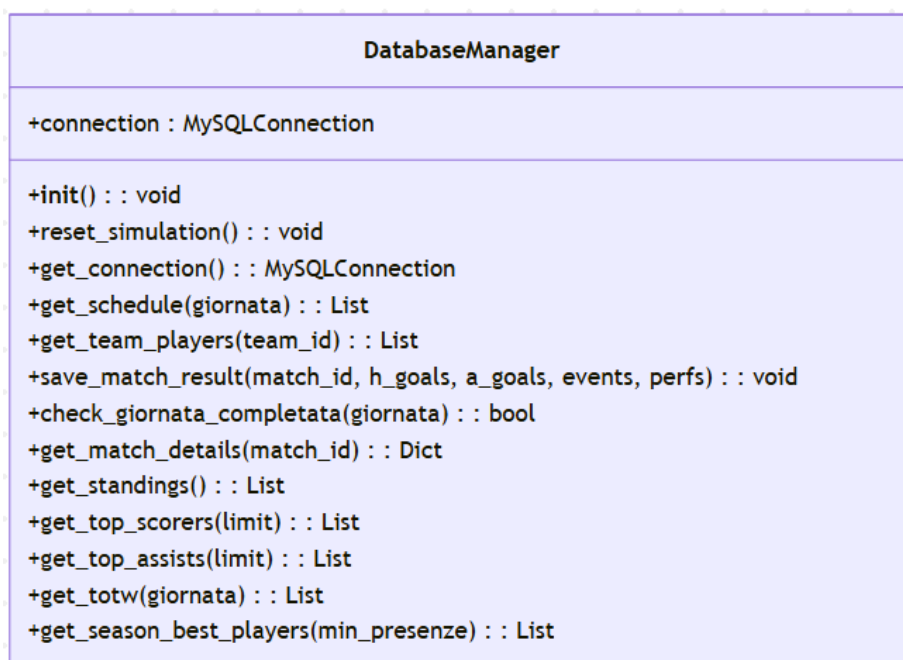 DatabaseManager
+connection : MySQLConnection
+init() : : void
+reset_simulation() : : void
+get_connection() : : MySQLConnection
+get_schedule(giornata) : : List
+get_team_players(team_id) : : List
+save_match_result(match_id, h_goals, a_goals, events, perfs) : : void
+check_giornata_completata(giornata) : : bool
+get_match_details(match_id) : : Dict
+get_standings() : : List
+get_top_scorers(limit) : : List
+get_top_assists(limit) : : List
+get_totw(giornata) : : List
+get_season_best_players(min_presenze) : : List